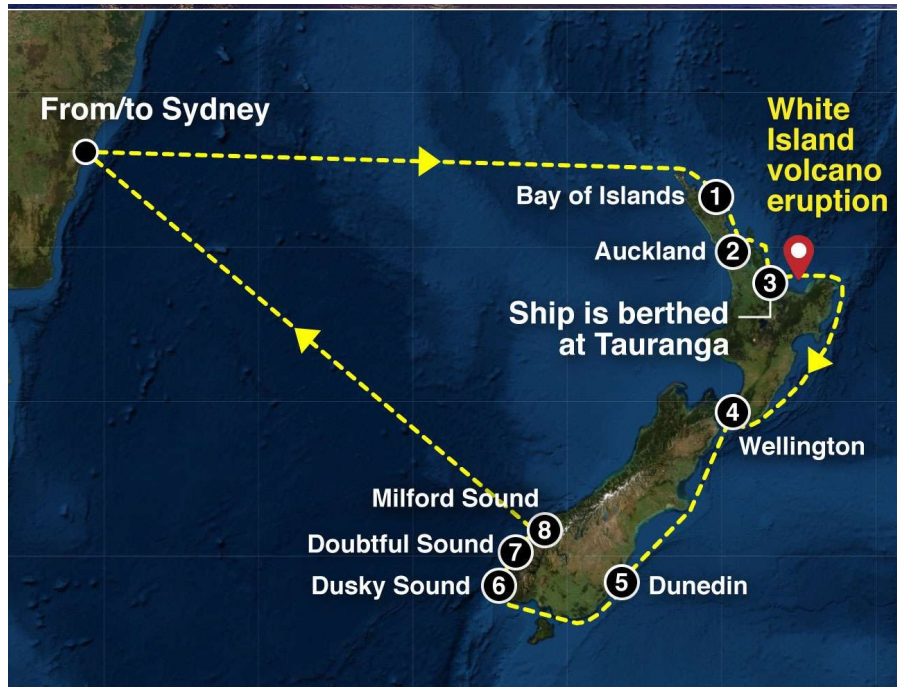 From/to Sydney
White
Island
volcano
eruption
Bay of Islands
1
Auckland
2
3
Ship is berthed
at Tauranga
4
Wellington
Milford Sound
8
Doubtful Sound
7
Dusky Sound
6
5
Dunedin